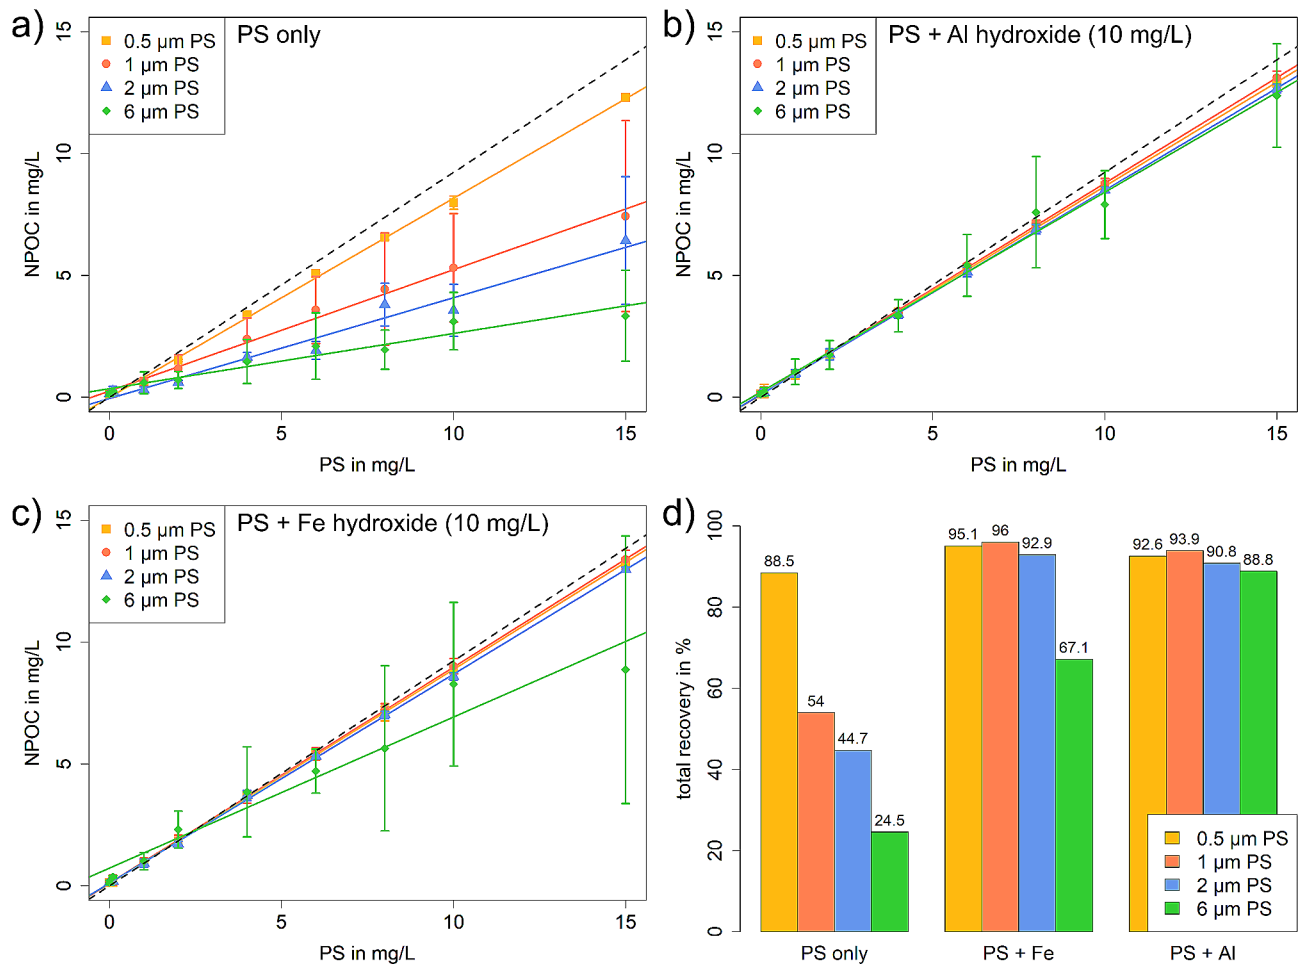 a)
PS only
0.5 µm PS
1 µm PS
2 µm PS
6 µm PS
NPOC in mg/L
15
10
5
0
0 5 10 15
PS in mg/L
b)
PS + Al hydroxide (10 mg/L)
0.5 µm PS
1 µm PS
2 µm PS
6 µm PS
NPOC in mg/L
15
10
5
0
0 5 10 15
PS in mg/L
c)
PS + Fe hydroxide (10 mg/L)
0.5 µm PS
1 µm PS
2 µm PS
6 µm PS
NPOC in mg/L
15
10
5
0
0 5 10 15
PS in mg/L
d)
total recovery in %
100
80
60
40
20
0
88.5 54 44.7 24.5
95.1 96 92.9 67.1
92.6 93.9 90.8 88.8
0.5 µm PS
1 µm PS
2 µm PS
6 µm PS
PS only PS + Fe PS + Al